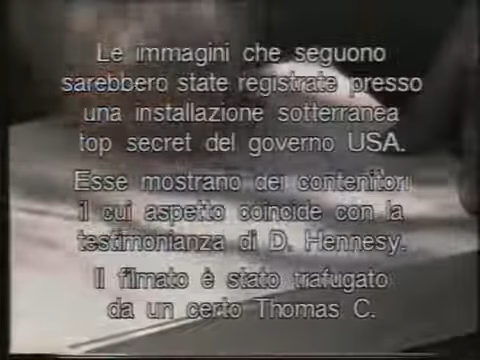 Le immagini che seguono
sarebbero state registrate presso
una installazione sotterranea
top secret del governo USA.
Esse mostrano dei contenitori
il cui aspetto coincide con la
testimonianza di D. Hennesy.
Il filmato è stato trafugato
da un certo Thomas C.